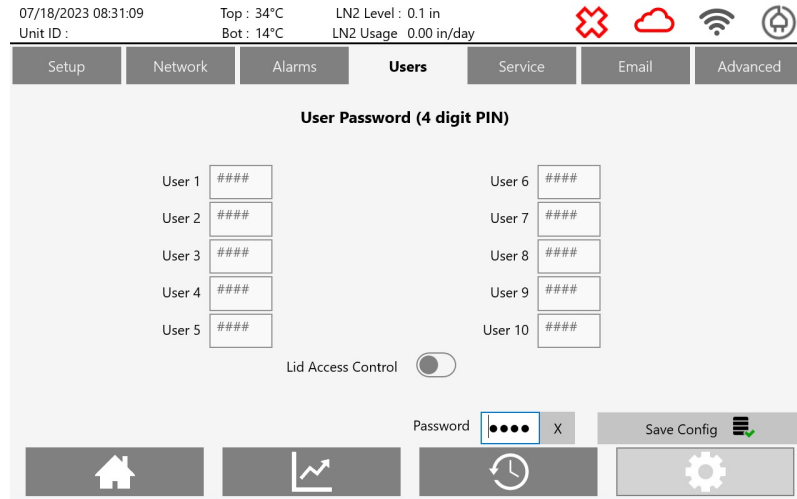 07/18/2023 08:31:09 Top : 34°C LN2 Level : 0.1 in
Unit ID : Bot : 14°C LN2 Usage 0.00 in/day
Setup Network Alarms Users Service Email Advanced
User Password (4 digit PIN)
User 1 #### User 6 ####
User 2 #### User 7 ####
User 3 #### User 8 ####
User 4 #### User 9 ####
User 5 #### User 10 ####
Lid Access Control
Password ●●●● X Save Config